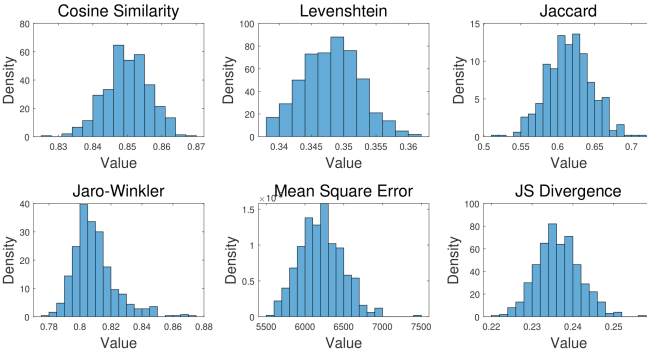 Cosine Similarity
80
60
40
20
0
Density
0.83 0.84 0.85 0.86 0.87
Value
Levenshtein
100
80
60
40
20
0
Density
0.34 0.345 0.35 0.355 0.36
Value
Jaccard
15
10
5
0
Density
0.5 0.55 0.6 0.65 0.7
Value
Jaro-Winkler
40
30
20
10
0
Density
0.78 0.8 0.82 0.84 0.86 0.88
Value
Mean Square Error
×10
1.5
1
0.5
0
Density
5500 6000 6500 7000 7500
Value
JS Divergence
100
80
60
40
20
0
Density
0.22 0.23 0.24 0.25
Value